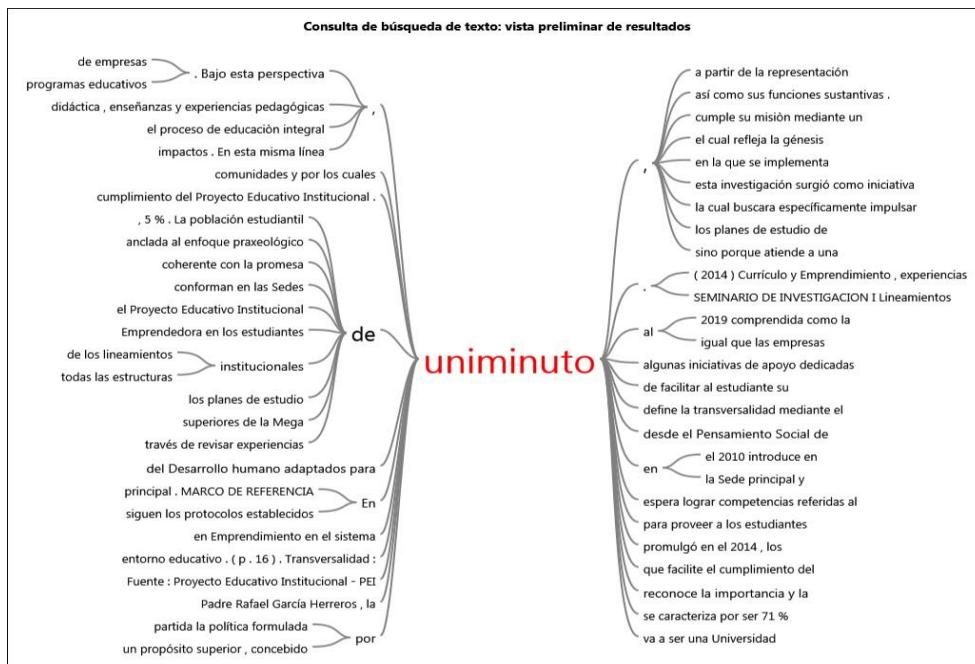 Consulta de búsqueda de texto: vista preliminar de resultados
de empresas
programas educativos
. Bajo esta perspectiva
didáctica , enseñanzas y experiencias pedagógicas
el proceso de educaciòn integral
impactos . En esta misma línea
,
comunidades y por los cuales
cumplimiento del Proyecto Educativo Institucional .
, 5 % . La población estudiantil
anclada al enfoque praxeológico
coherente con la promesa
conforman en las Sedes
el Proyecto Educativo Institucional
Emprendedora en los estudiantes
de los lineamientos
todas las estructuras
institucionales
los planes de estudio
superiores de la Mega
través de revisar experiencias
de
del Desarrollo humano adaptados para
principal . MARCO DE REFERENCIA
siguen los protocolos establecidos
En
en Emprendimiento en el sistema
entorno educativo . ( p . 16 ) . Transversalidad :
Fuente : Proyecto Educativo Institucional - PEI
Padre Rafael García Herreros , la
partida la política formulada
un propósito superior , concebido
por
uniminuto
,
a partir de la representación
así como sus funciones sustantivas .
cumple su misiòn mediante un
el cual refleja la génesis
en la que se implementa
esta investigación surgió como iniciativa
la cual buscara específicamente impulsar
los planes de estudio de
sino porque atiende a una
.
( 2014 ) Currículo y Emprendimiento , experiencias
SEMINARIO DE INVESTIGACION I Lineamientos
al
2019 comprendida como la
igual que las empresas
algunas iniciativas de apoyo dedicadas
de facilitar al estudiante su
define la transversalidad mediante el
desde el Pensamiento Social de
en
el 2010 introduce en
la Sede principal y
espera lograr competencias referidas al
para proveer a los estudiantes
promulgó en el 2014 , los
que facilite el cumplimiento del
reconoce la importancia y la
se caracteriza por ser 71 %
va a ser una Universidad